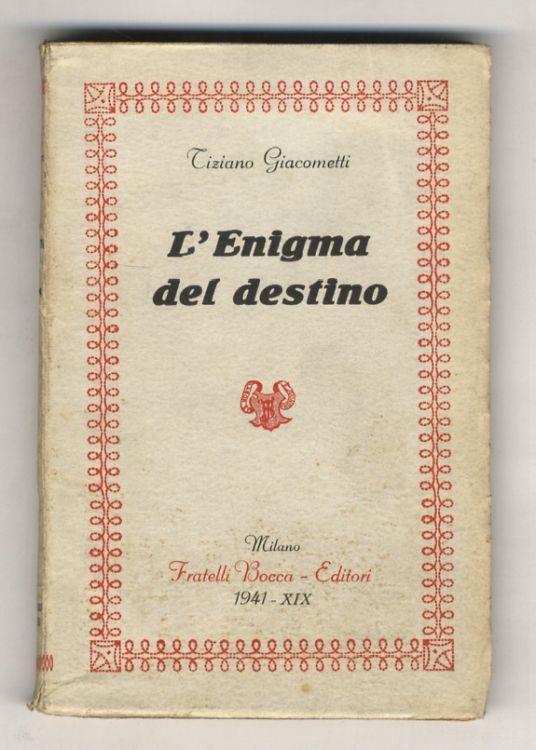 Tiziano Giacometti
L'Enigma
del destino
Milano
Fratelli Bocca - Editori
1941 - XIX